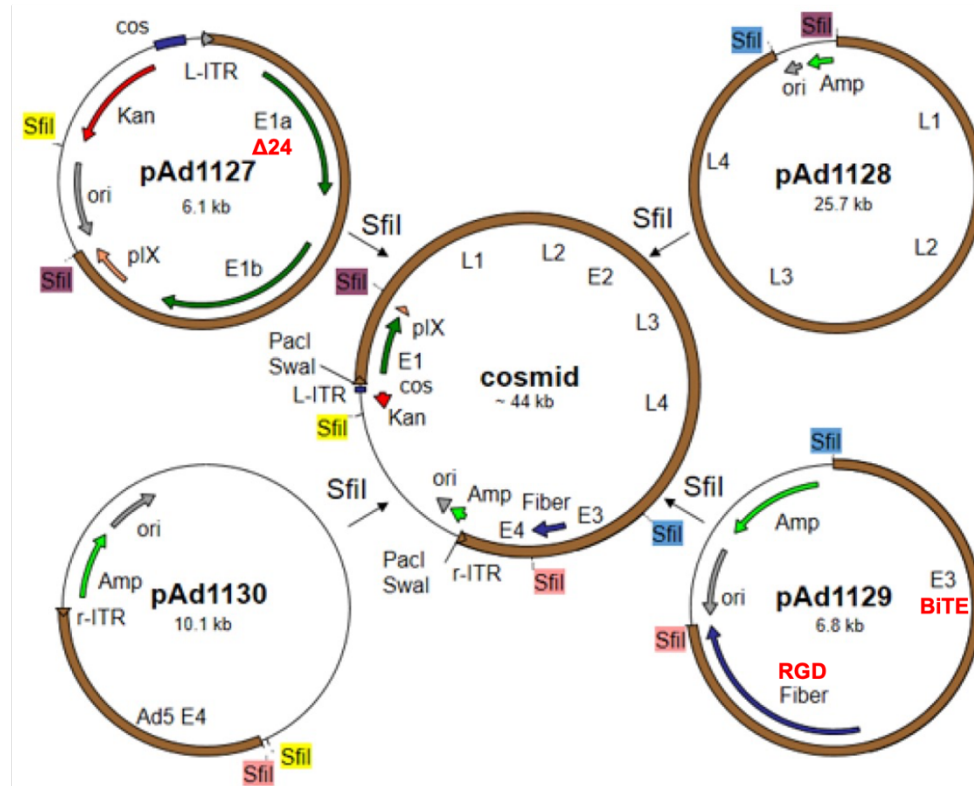 cos
L-ITR
Kan
SfiI
E1a
Δ24
pAd1127
6.1 kb
ori
pIX
E1b
SfiI
SfiI
SfiI
SfiI
ori
Amp
L1
L4
pAd1128
25.7 kb
L2
L3
SfiI
L1
L2
E2
SfiI
L3
pIX
PacI
SwaI
E1
L-ITR
cos
cosmid
~ 44 kb
L4
Kan
SfiI
ori
Amp
Fiber
E3
E4
PacI
SwaI
r-ITR
SfiI
SfiI
SfiI
ori
Amp
r-ITR
pAd1130
10.1 kb
Ad5 E4
SfiI
SfiI
SfiI
SfiI
Amp
E3
BiTE
ori
pAd1129
6.8 kb
SfiI
RGD
Fiber